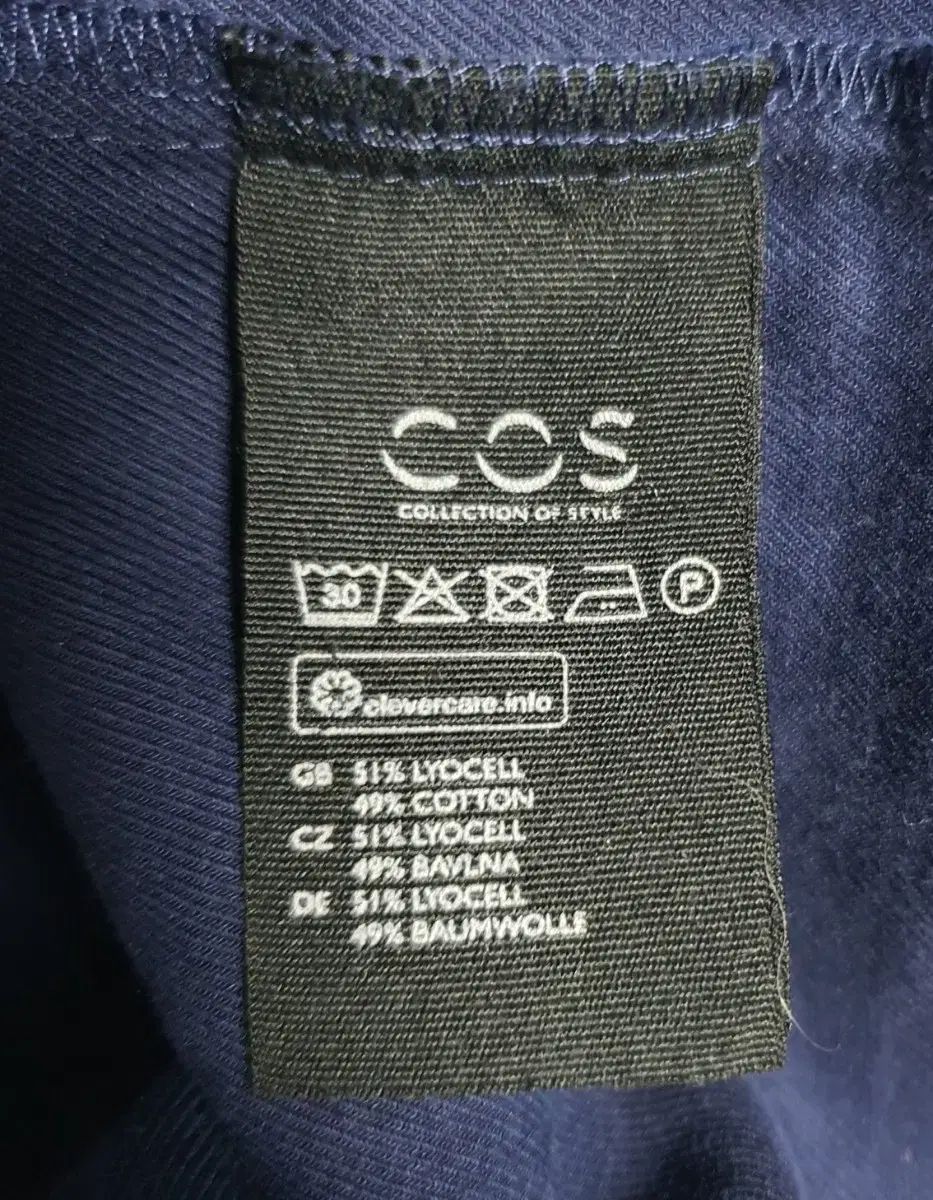 COS
COLLECTION OF STYLE
30
P
clevercare.info
GB 51% LYOCELL
49% COTTON
CZ 51% LYOCELL
49% BAVLNA
DE 51% LYOCELL
49% BAUMWOLLE